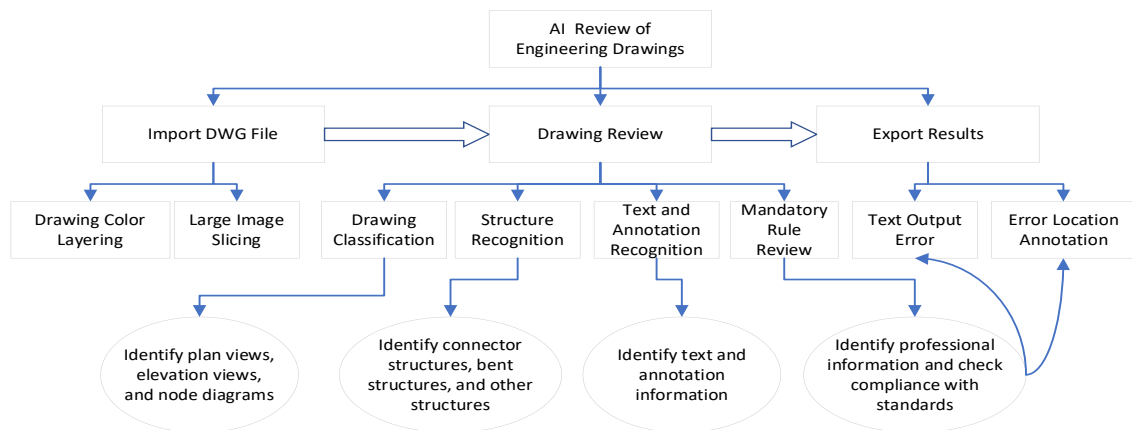 AI Review of
Engineering Drawings
Import DWG File
Drawing Review
Export Results
Drawing Color
Layering
Large Image
Slicing
Drawing
Classification
Structure
Recognition
Text and
Annotation
Recognition
Mandatory
Rule
Review
Text Output
Error
Error Location
Annotation
Identify plan views,
elevation views,
and node diagrams
Identify connector
structures, bent
structures, and other
structures
Identify text and
annotation
information
Identify professional
information and check
compliance with
standards